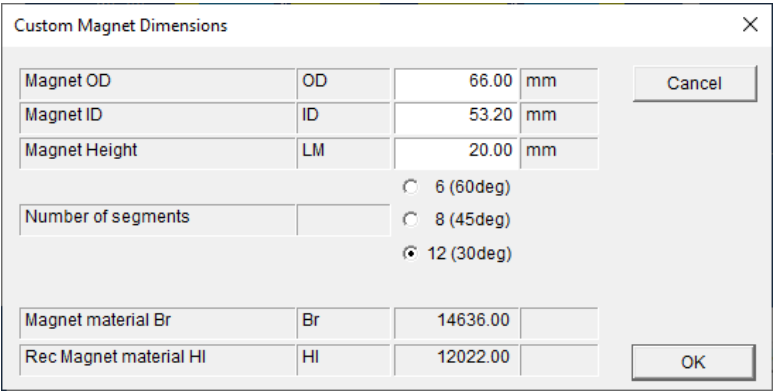 Custom Magnet Dimensions
Magnet OD OD 66.00 mm Cancel
Magnet ID ID 53.20 mm
Magnet Height LM 20.00 mm
6 (60deg)
Number of segments 8 (45deg)
12 (30deg)
Magnet material Br Br 14636.00
Rec Magnet material HI HI 12022.00 OK